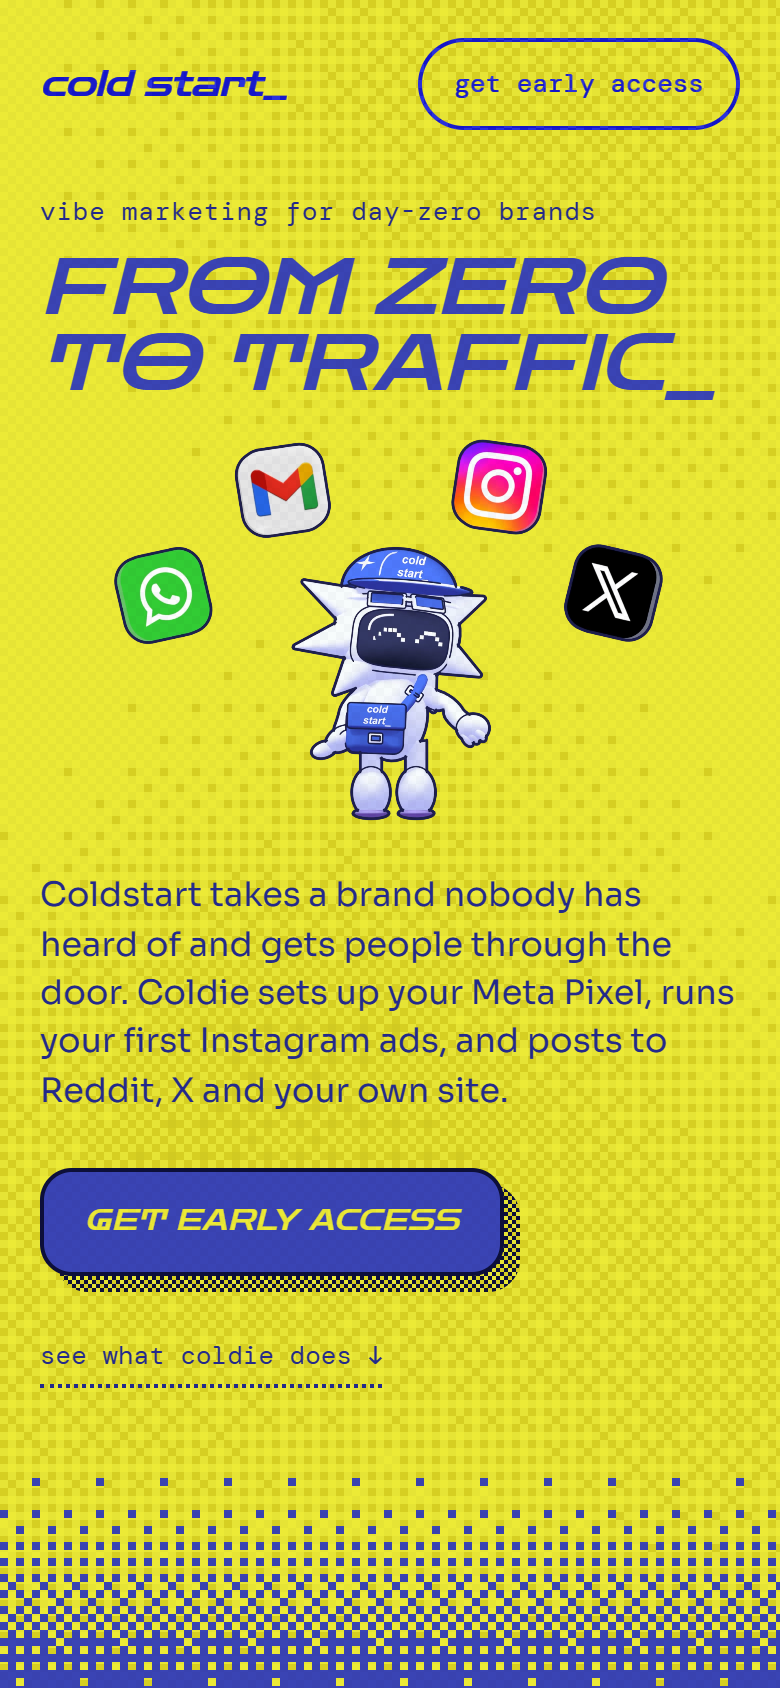 cold start_
get early access
vibe marketing for day-zero brands
FROM ZERO
TO TRAFFIC_
cold
start_
cold
start_
Coldstart takes a brand nobody has
heard of and gets people through the
door. Coldie sets up your Meta Pixel, runs
your first Instagram ads, and posts to
Reddit, X and your own site.
GET EARLY ACCESS
see what coldie does ↓